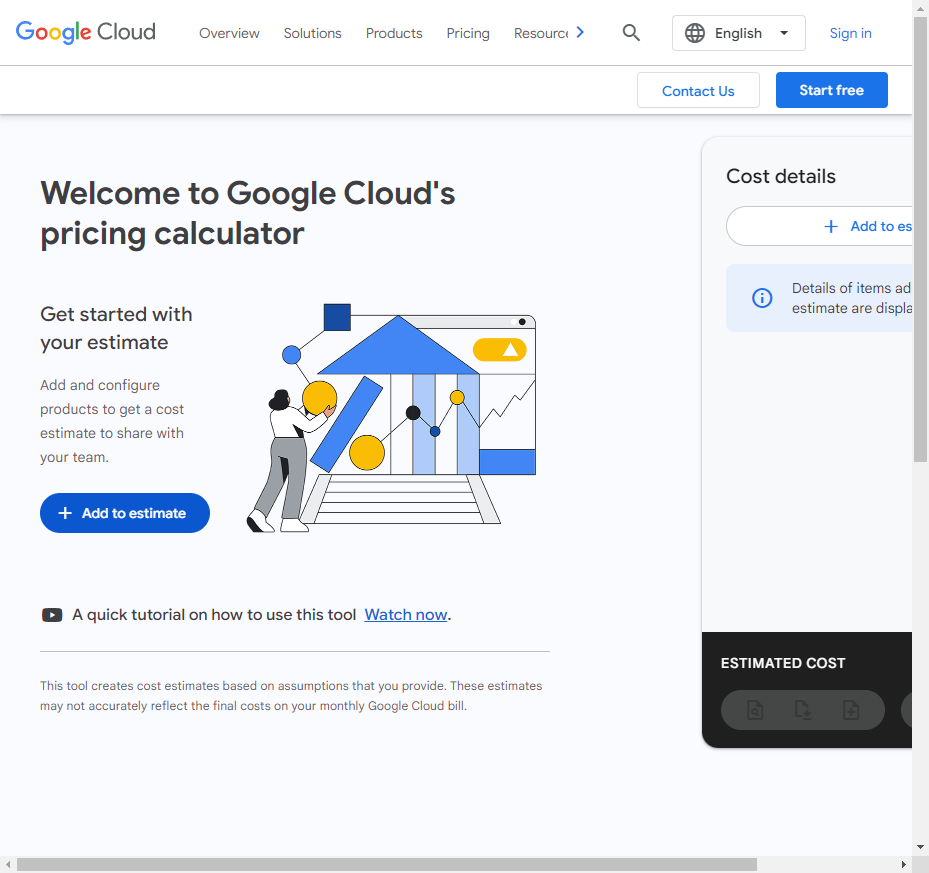 Google Cloud
Overview
Solutions
Products
Pricing
Resourc
English
Sign in
Contact Us
Start free
Welcome to Google Cloud's
pricing calculator
Get started with
your estimate
Add and configure
products to get a cost
estimate to share with
your team.
Add to estimate
A quick tutorial on how to use this tool Watch now.
This tool creates cost estimates based on assumptions that you provide. These estimates
may not accurately reflect the final costs on your monthly Google Cloud bill.
Cost details
Add to es
Details of items ad
estimate are displa
ESTIMATED COST